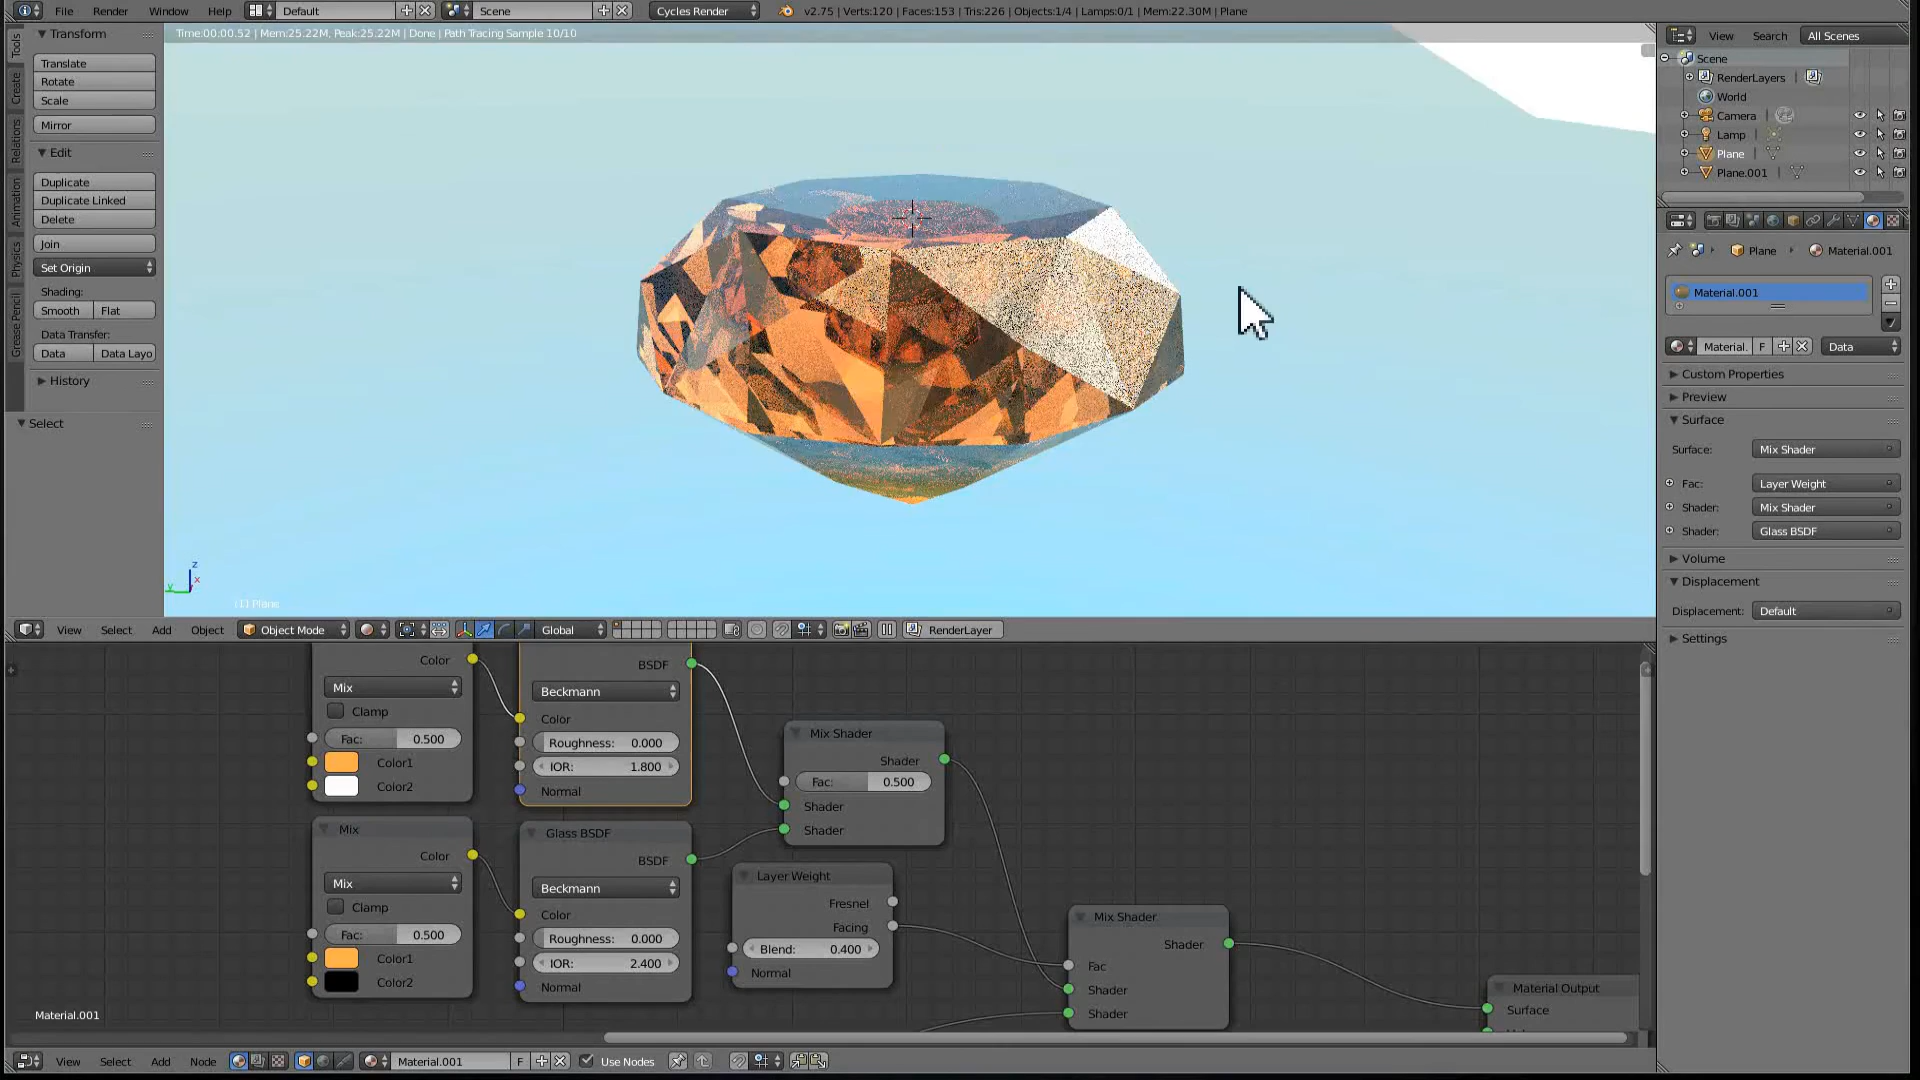 File Render Window Help Default Scene Cycles Render v2.75 | Verts:120 | Faces:153 | Tris:226 | Objects:1/4 | Lamps:0/1 | Mem:22.30M | Plane
Time:00:00.52 | Mem:25.22M, Peak:25.22M | Done | Path Tracing Sample 10/10
Tools
Create
Relations
Animation
Physics
Grease Pencil
Transform
Translate
Rotate
Scale
Mirror
Edit
Duplicate
Duplicate Linked
Delete
Join
Set Origin
Shading:
Smooth Flat
Data Transfer:
Data Data Layo
History
Select
z
x
y
(1) Plane
View Select Add Object Object Mode Global RenderLayer
View Search All Scenes
Scene
RenderLayers |
World
Camera |
Lamp |
Plane |
Plane.001 |
Plane Material.001
Material.001
Material. F Data
Custom Properties
Preview
Surface
Surface: Mix Shader
Fac: Layer Weight
Shader: Mix Shader
Shader: Glass BSDF
Volume
Displacement
Displacement: Default
Settings
Color
Mix
Clamp
Fac: 0.500
Color1
Color2
BSDF
Beckmann
Color
Roughness: 0.000
IOR: 1.800
Normal
Mix
Color
Mix
Clamp
Fac: 0.500
Color1
Color2
Glass BSDF
BSDF
Beckmann
Color
Roughness: 0.000
IOR: 2.400
Normal
Mix Shader
Shader
Fac: 0.500
Shader
Shader
Layer Weight
Fresnel
Facing
Blend: 0.400
Normal
Mix Shader
Shader
Fac
Shader
Shader
Material Output
Surface
Material.001
View Select Add Node Material.001 F Use Nodes